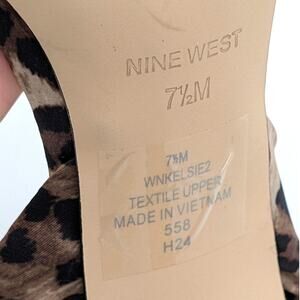 NINE WEST
7½M
7½M
WNKELSIE2
TEXTILE UPPER
MADE IN VIETNAM
558
H24